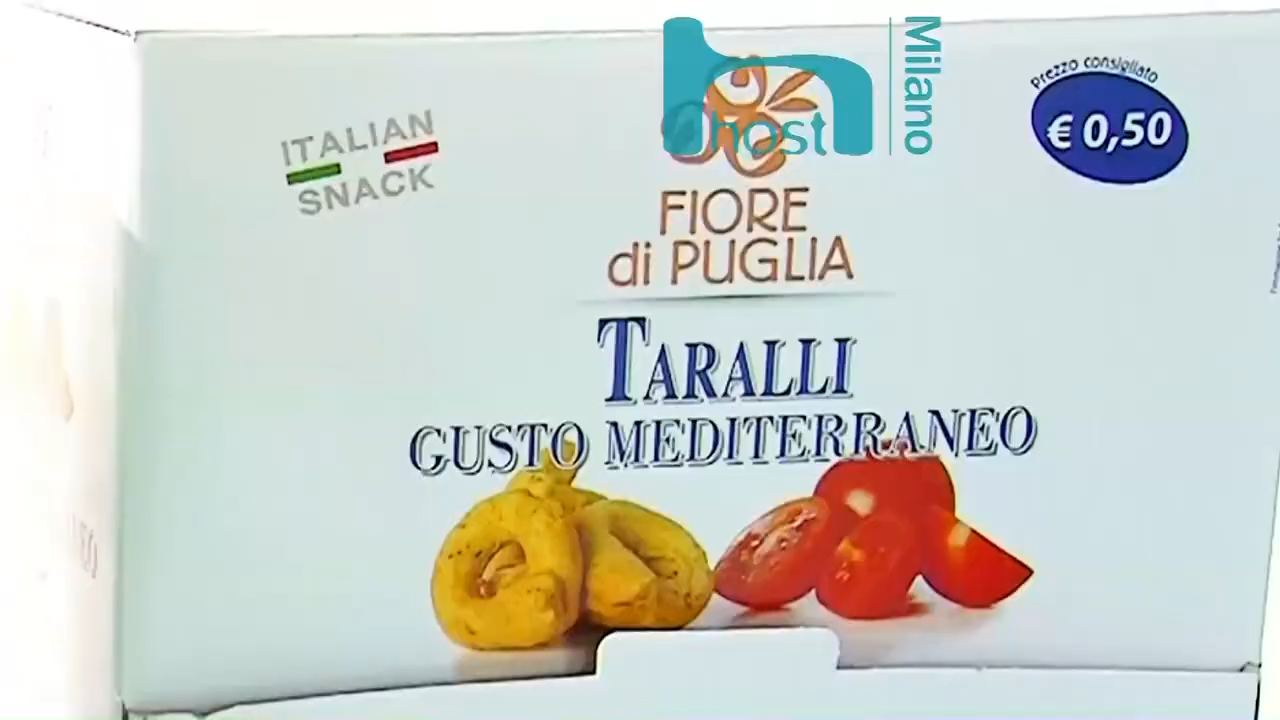 host
Milano
Prezzo consigliato
€ 0,50
ITALIAN
SNACK
FIORE
di PUGLIA
TARALLI
GUSTO MEDITERRANEO